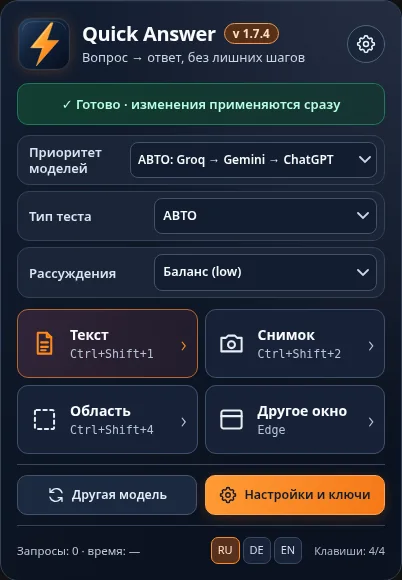 Quick Answer v 1.7.4
Вопрос → ответ, без лишних шагов
✓ Готово · изменения применяются сразу
Приоритет
моделей
АВТО: Groq → Gemini → ChatGPT
Тип теста
АВТО
Рассуждения
Баланс (low)
Текст
Ctrl+Shift+1
Снимок
Ctrl+Shift+2
Область
Ctrl+Shift+4
Другое окно
Edge
Другая модель
Настройки и ключи
Запросы: 0 · время: —
RU DE EN
Клавиши: 4/4